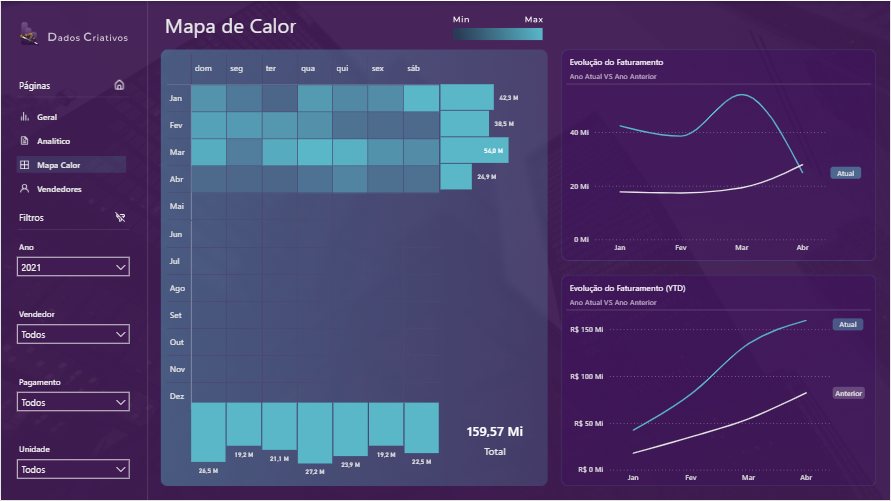 Dados Criativos
Páginas
Geral
Analítico
Mapa Calor
Vendedores
Filtros
Ano
2021
Vendedor
Todos
Pagamento
Todos
Unidade
Todos
Mapa de Calor
Min Max
dom seg ter qua qui sex sáb
Jan 42,3 M
Fev 38,5 M
Mar 54,0 M
Abr 24,9 M
Mai
Jun
Jul
Ago
Set
Out
Nov
Dez
26,5 M 19,2 M 21,1 M 27,2 M 23,9 M 19,2 M 22,5 M
159,57 Mi
Total
Evolução do Faturamento
Ano Atual VS Ano Anterior
40 Mi
20 Mi
0 Mi
Atual
Jan Fev Mar Abr
Evolução do Faturamento (YTD)
Ano Atual VS Ano Anterior
R$ 150 Mi
R$ 100 Mi
R$ 50 Mi
R$ 0 Mi
Atual
Anterior
Jan Fev Mar Abr